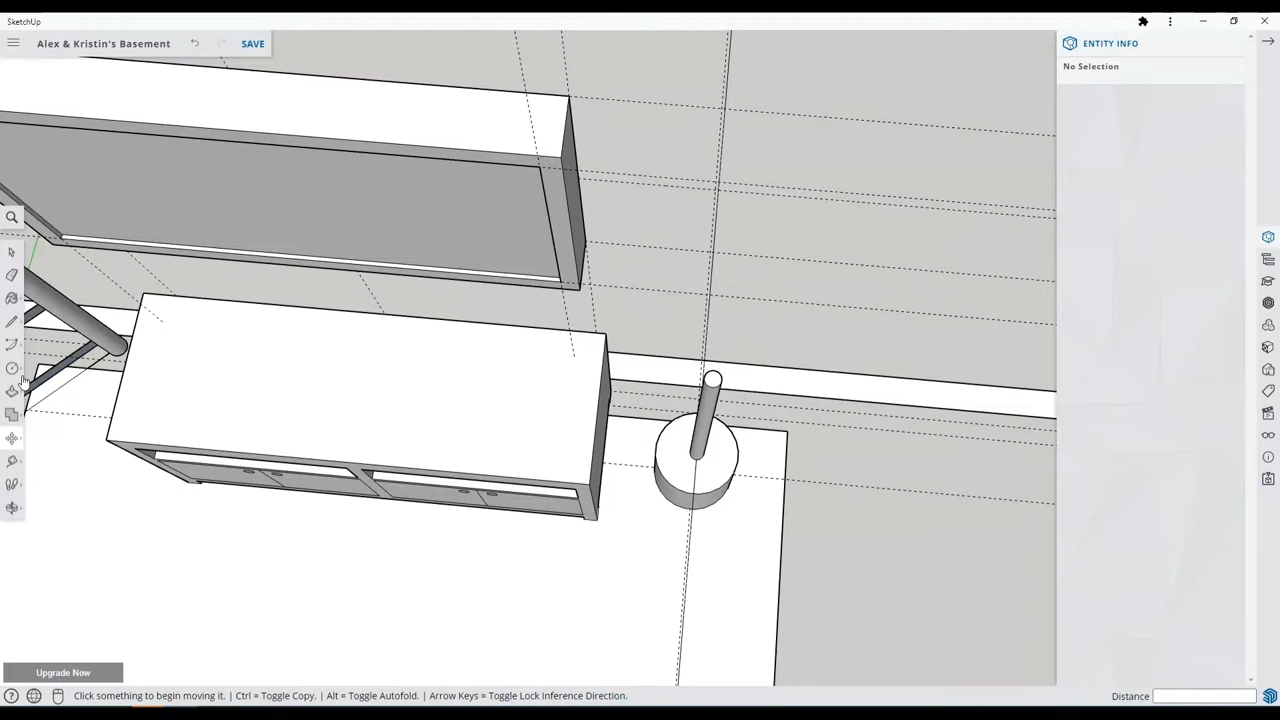 SketchUp
Alex & Kristin's Basement
SAVE
ENTITY INFO
No Selection
Upgrade Now
Click something to begin moving it. | Ctrl = Toggle Copy. | Alt = Toggle Autofold. | Arrow Keys = Toggle Lock Inference Direction.
Distance